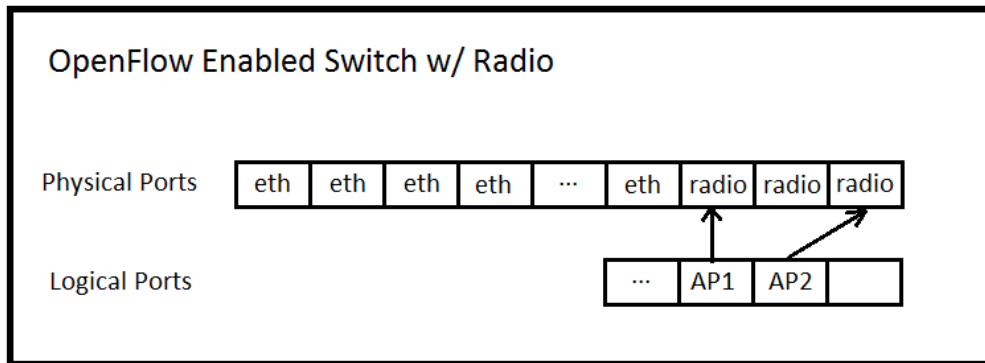 OpenFlow Enabled Switch w/ Radio
Physical Ports eth eth eth eth ... eth radio radio radio
Logical Ports ... AP1 AP2